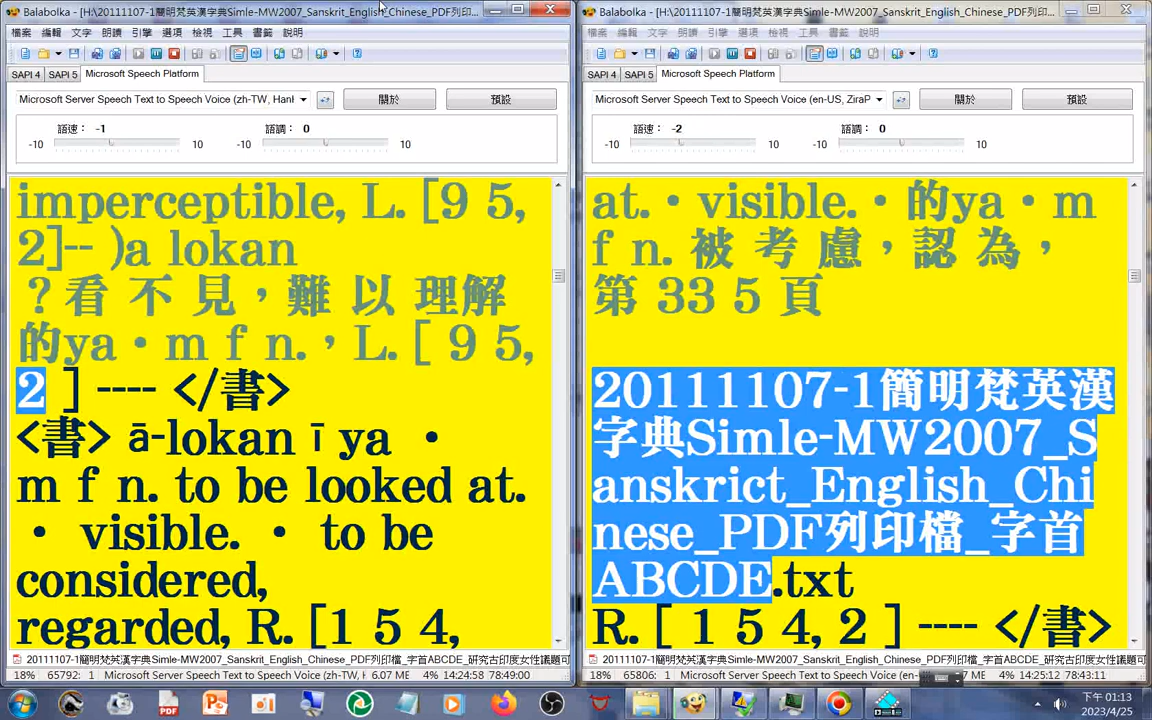 Balabolka - [H:\20111107-1簡明梵英漢字典Simle-MW2007_Sanskrit_English_Chinese_PDF列印...
檔案 編輯 文字 朗讀 引擎 選項 檢視 工具 書籤 說明
SAPI 4 SAPI 5 Microsoft Speech Platform
Microsoft Server Speech Text to Speech Voice (zh-TW, Hanl
關於 預設
語速： -1 語調： 0
-10 10 -10 10
imperceptible, L. [9 5,
2]-- )a lokan
？看 不 見，難 以 理解
的ya・m f n.，L. [ 9 5,
2 ] ---- </書>
<書> ā-lokan ī ya ・
m f n. to be looked at.
・ visible. ・ to be
considered,
regarded, R. [1 5 4,
20111107-1簡明梵英漢字典Simle-MW2007_Sanskrit_English_Chinese_PDF列印檔_字首ABCDE_研究古印度女性議題可
18% 65792: 1 Microsoft Server Speech Text to Speech Voice (zh-TW, H 6.07 ME 4% 14:24:58 78:49:00
Balabolka - [H:\20111107-1簡明梵英漢字典Simle-MW2007_Sanskrit_English_Chinese_PDF列印...
檔案 編輯 文字 朗讀 引擎 選項 檢視 工具 書籤 說明
SAPI 4 SAPI 5 Microsoft Speech Platform
Microsoft Server Speech Text to Speech Voice (en-US, ZiraP
關於 預設
語速： -2 語調： 0
-10 10 -10 10
at.・visible.・的ya・m
f n. 被 考 慮，認 為，
第 33 5 頁
20111107-1簡明梵英漢
字典Simle-MW2007_S
anskrict_English_Chi
nese_PDF列印檔_字首
ABCDE.txt
R. [ 1 5 4, 2 ] ---- </書>
20111107-1簡明梵英漢字典Simle-MW2007_Sanskrit_English_Chinese_PDF列印檔_字首ABCDE_研究古印度女性議題可
18% 65806: 1 Microsoft Server Speech Text to Speech 4% 14:25:12 78:43:11
下午 01:13
2023/4/25